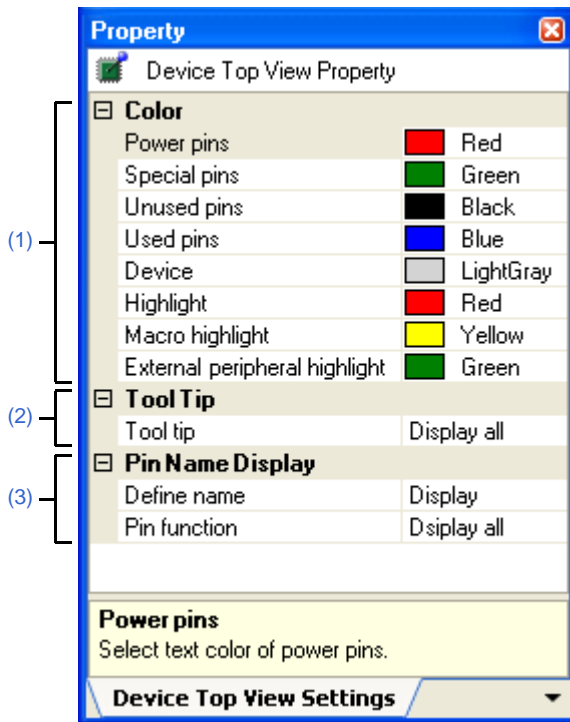 Property
Device Top View Property
(1)
Color
Power pins Red
Special pins Green
Unused pins Black
Used pins Blue
Device LightGray
Highlight Red
Macro highlight Yellow
External peripheral highlight Green
(2)
Tool Tip
Tool tip Display all
(3)
Pin Name Display
Define name Display
Pin function Dsiplay all
Power pins
Select text color of power pins.
Device Top View Settings